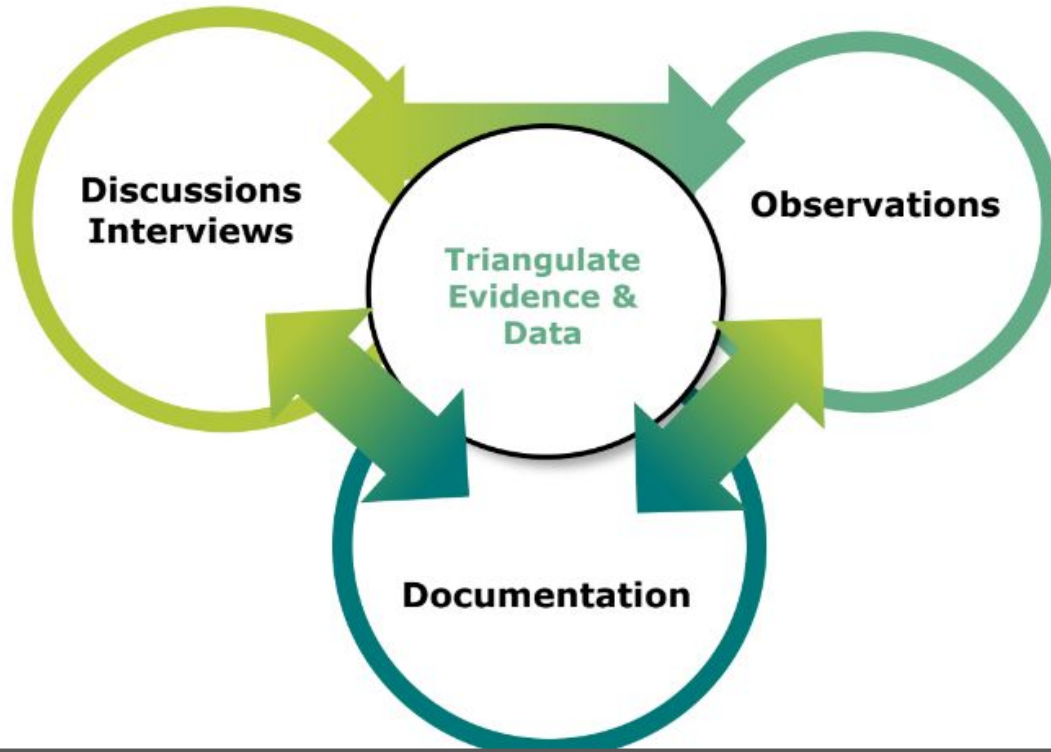 Discussions
Interviews
Observations
Triangulate
Evidence &
Data
Documentation